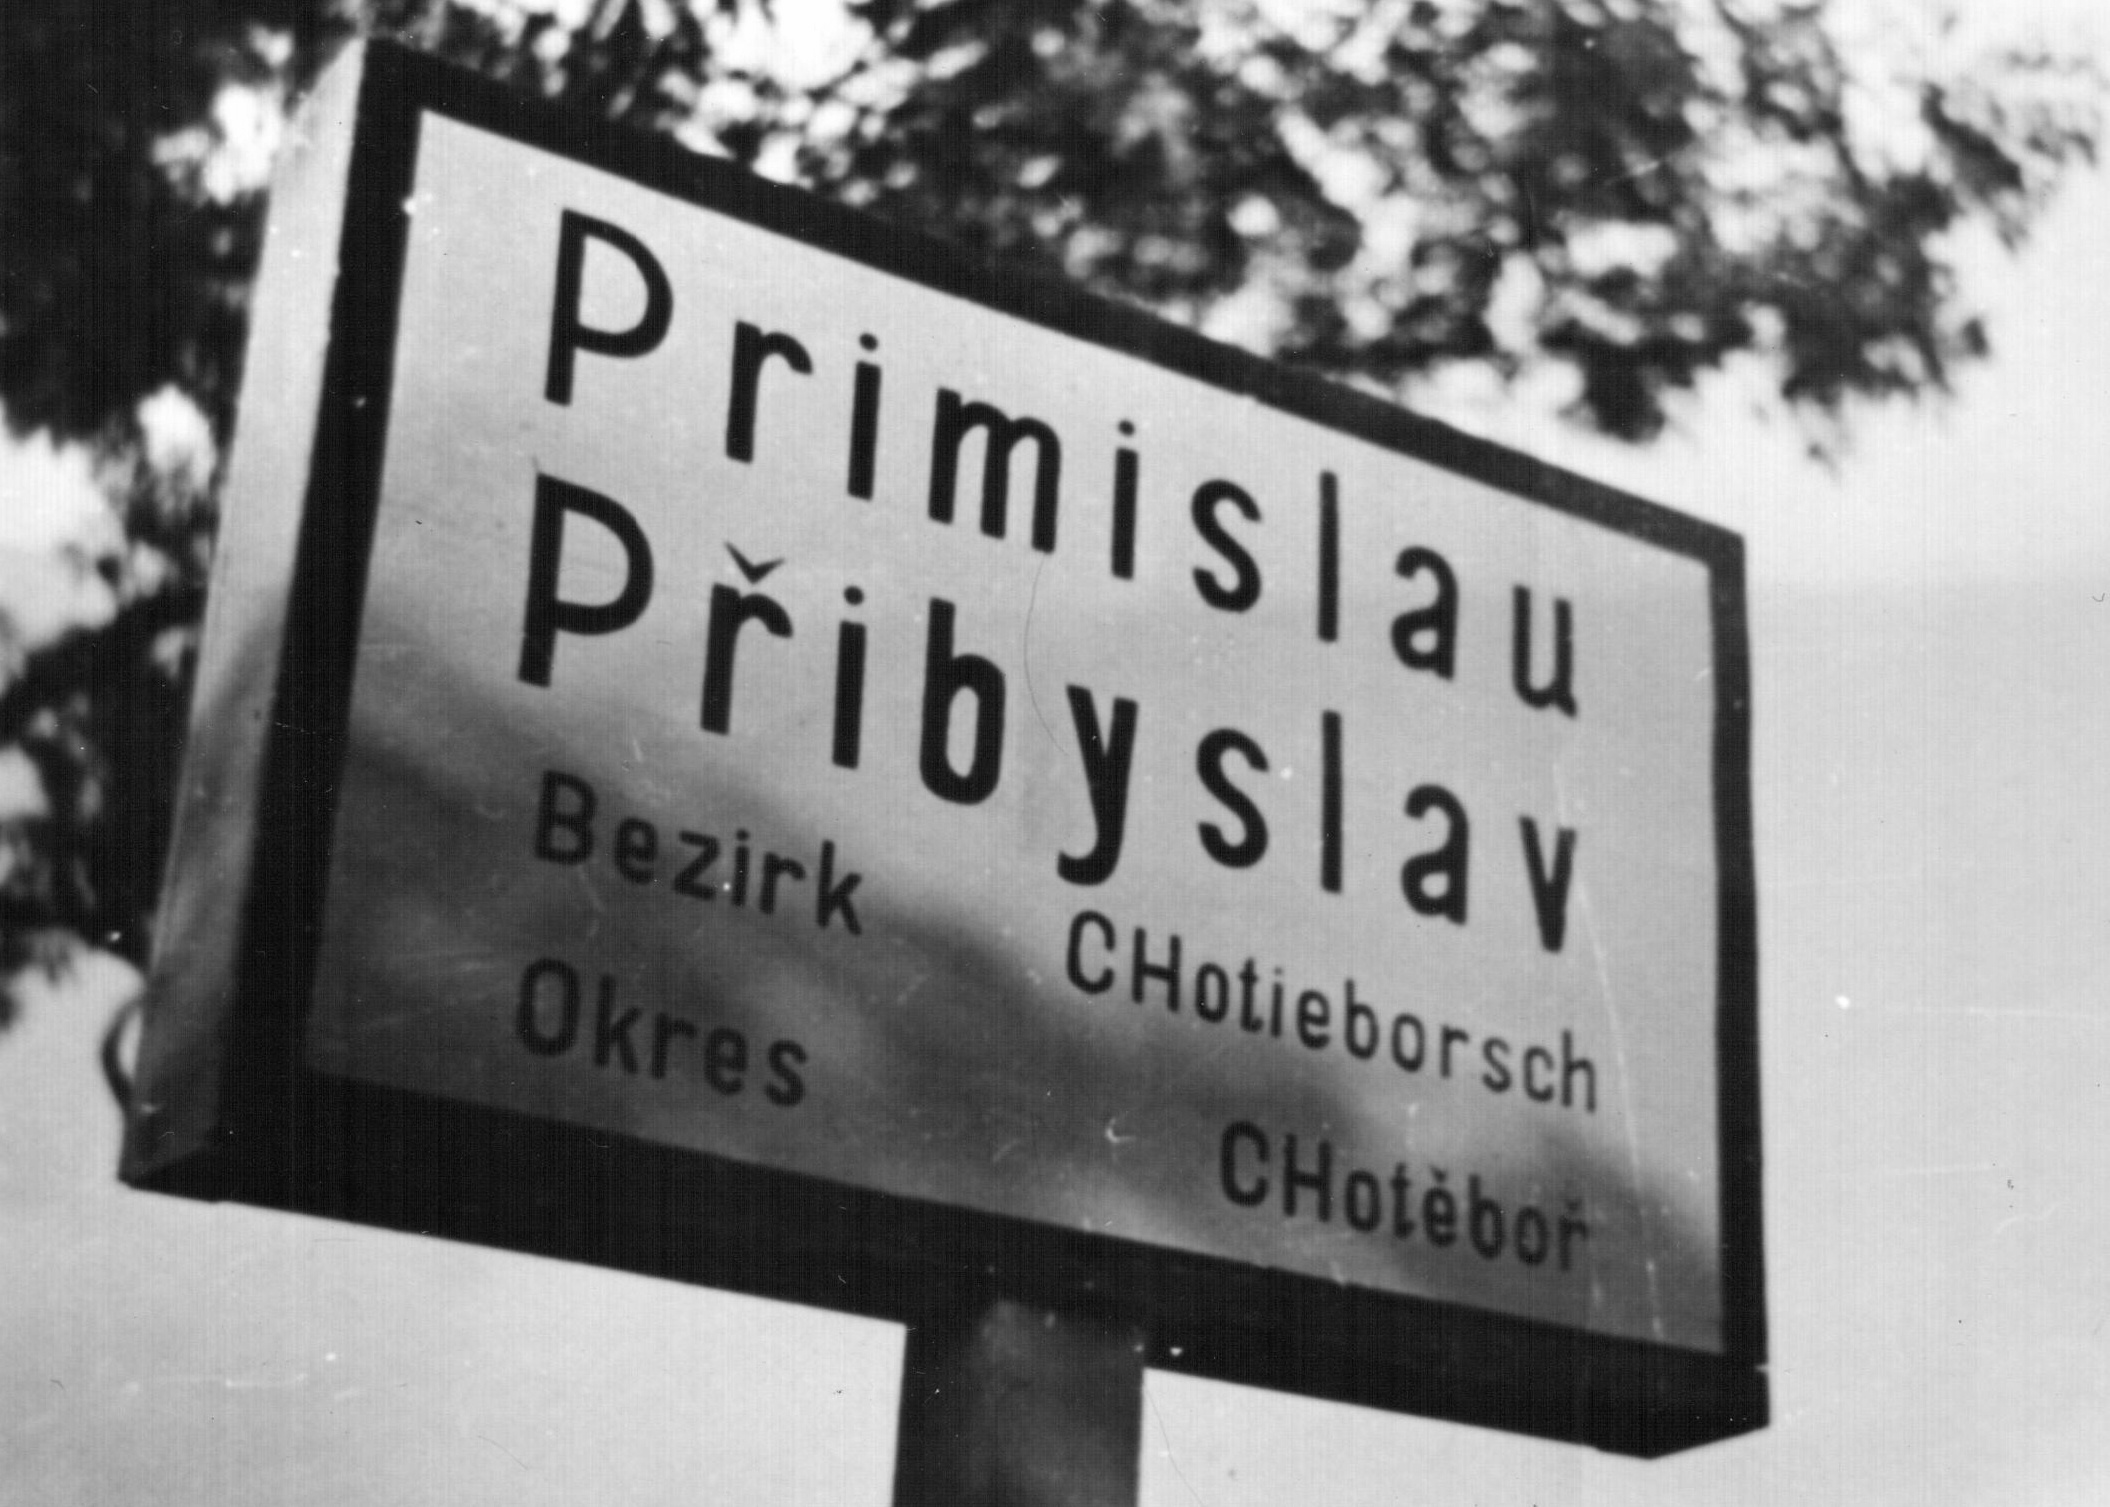 Primislau
Přibyslav
Bezirk CHotieborsch
Okres CHotěboř